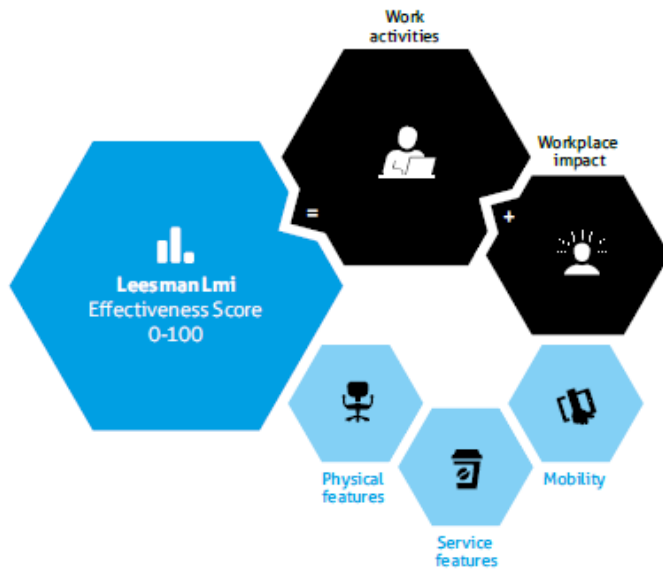 Work
activities
Workplace
impact
=
+
Leesman Lmi
Effectiveness Score
0-100
Physical
features
Mobility
Service
features